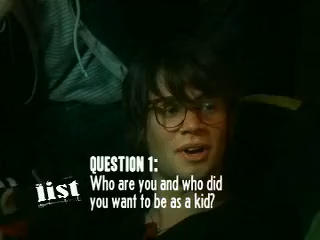 QUESTION 1:
Who are you and who did
you want to be as a kid?
list